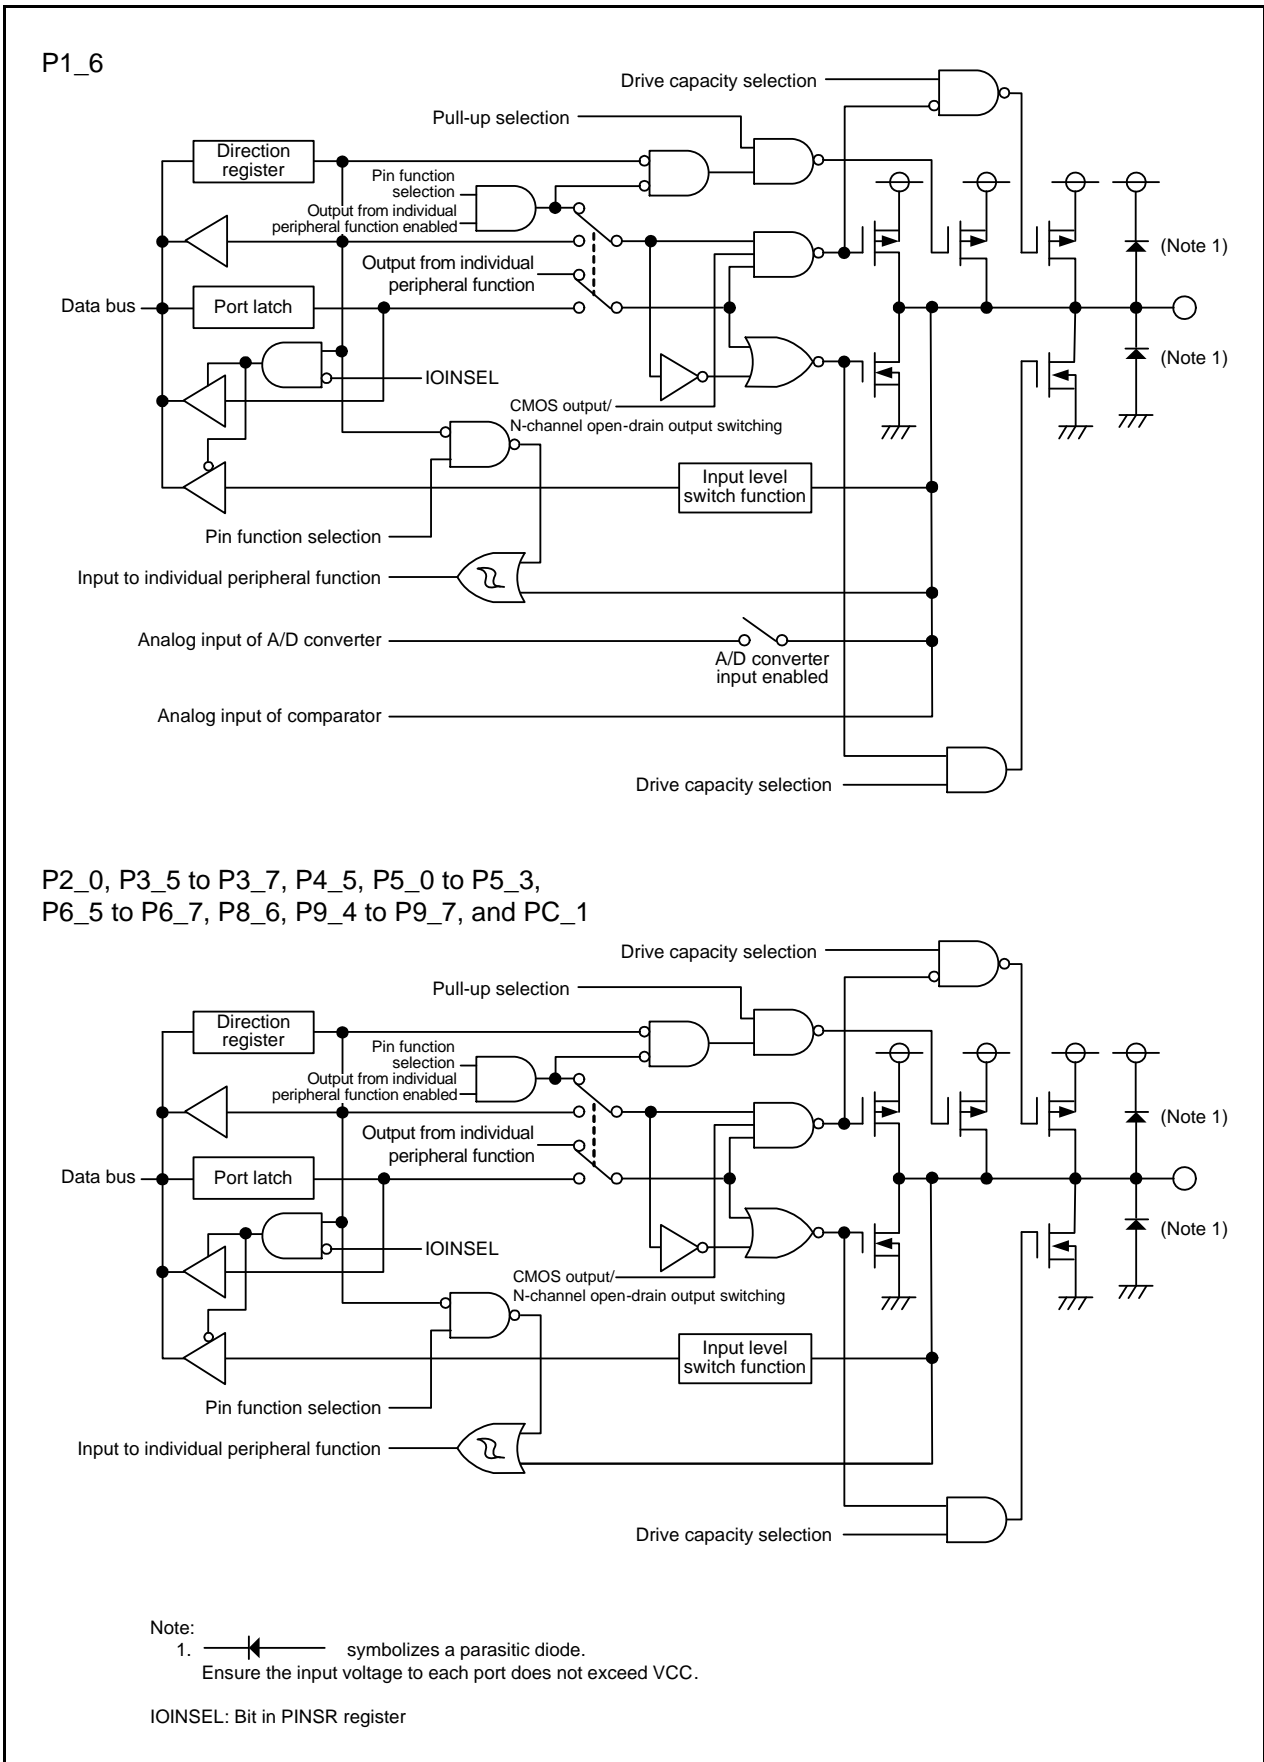 P1_6
Drive capacity selection
Pull-up selection
Direction
register
Pin function
selection
Output from individual
peripheral function enabled
(Note 1)
Output from individual
peripheral function
Data bus
Port latch
(Note 1)
IOINSEL
CMOS output/
N-channel open-drain output switching
Input level
switch function
Pin function selection
Input to individual peripheral function
Analog input of A/D converter
A/D converter
input enabled
Analog input of comparator
Drive capacity selection
P2_0, P3_5 to P3_7, P4_5, P5_0 to P5_3,
P6_5 to P6_7, P8_6, P9_4 to P9_7, and PC_1
Drive capacity selection
Pull-up selection
Direction
register
Pin function
selection
Output from individual
peripheral function enabled
(Note 1)
Output from individual
peripheral function
Data bus
Port latch
(Note 1)
IOINSEL
CMOS output/
N-channel open-drain output switching
Input level
switch function
Pin function selection
Input to individual peripheral function
Drive capacity selection
Note:
1. symbolizes a parasitic diode.
Ensure the input voltage to each port does not exceed VCC.
IOINSEL: Bit in PINSR register